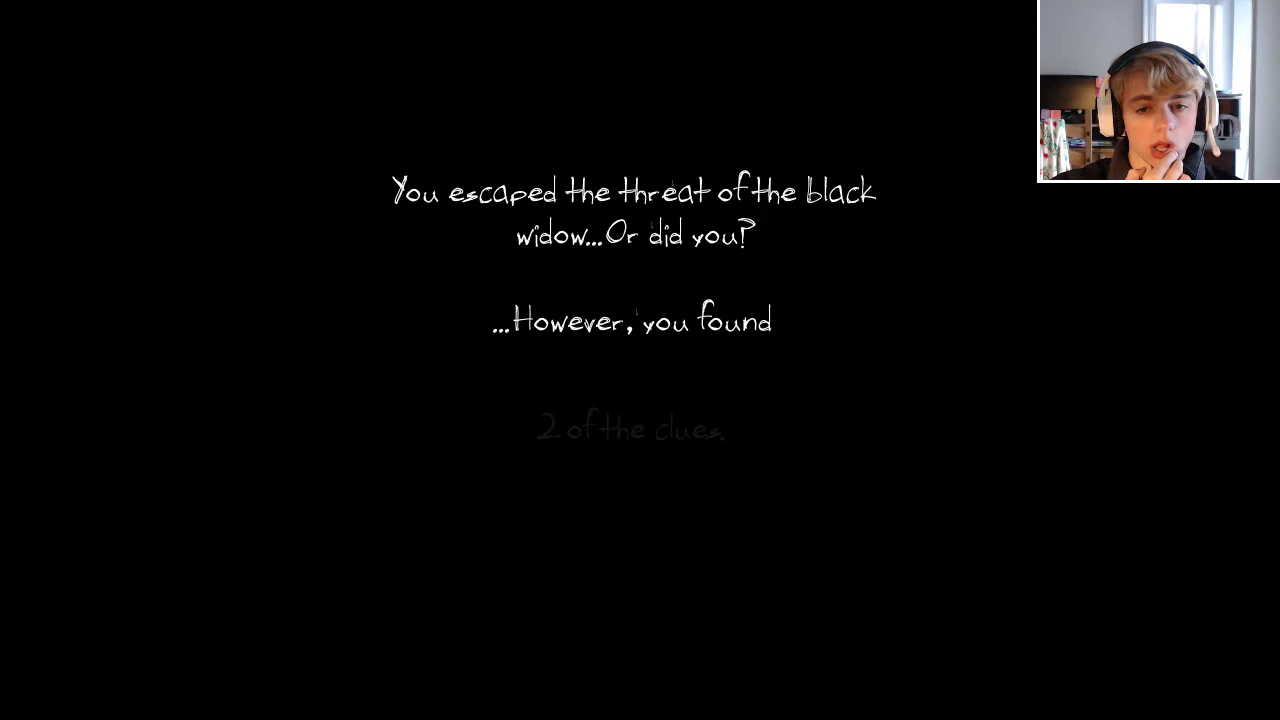 You escaped the threat of the black
widow...Or did you?
...However, you found
2 of the clues.